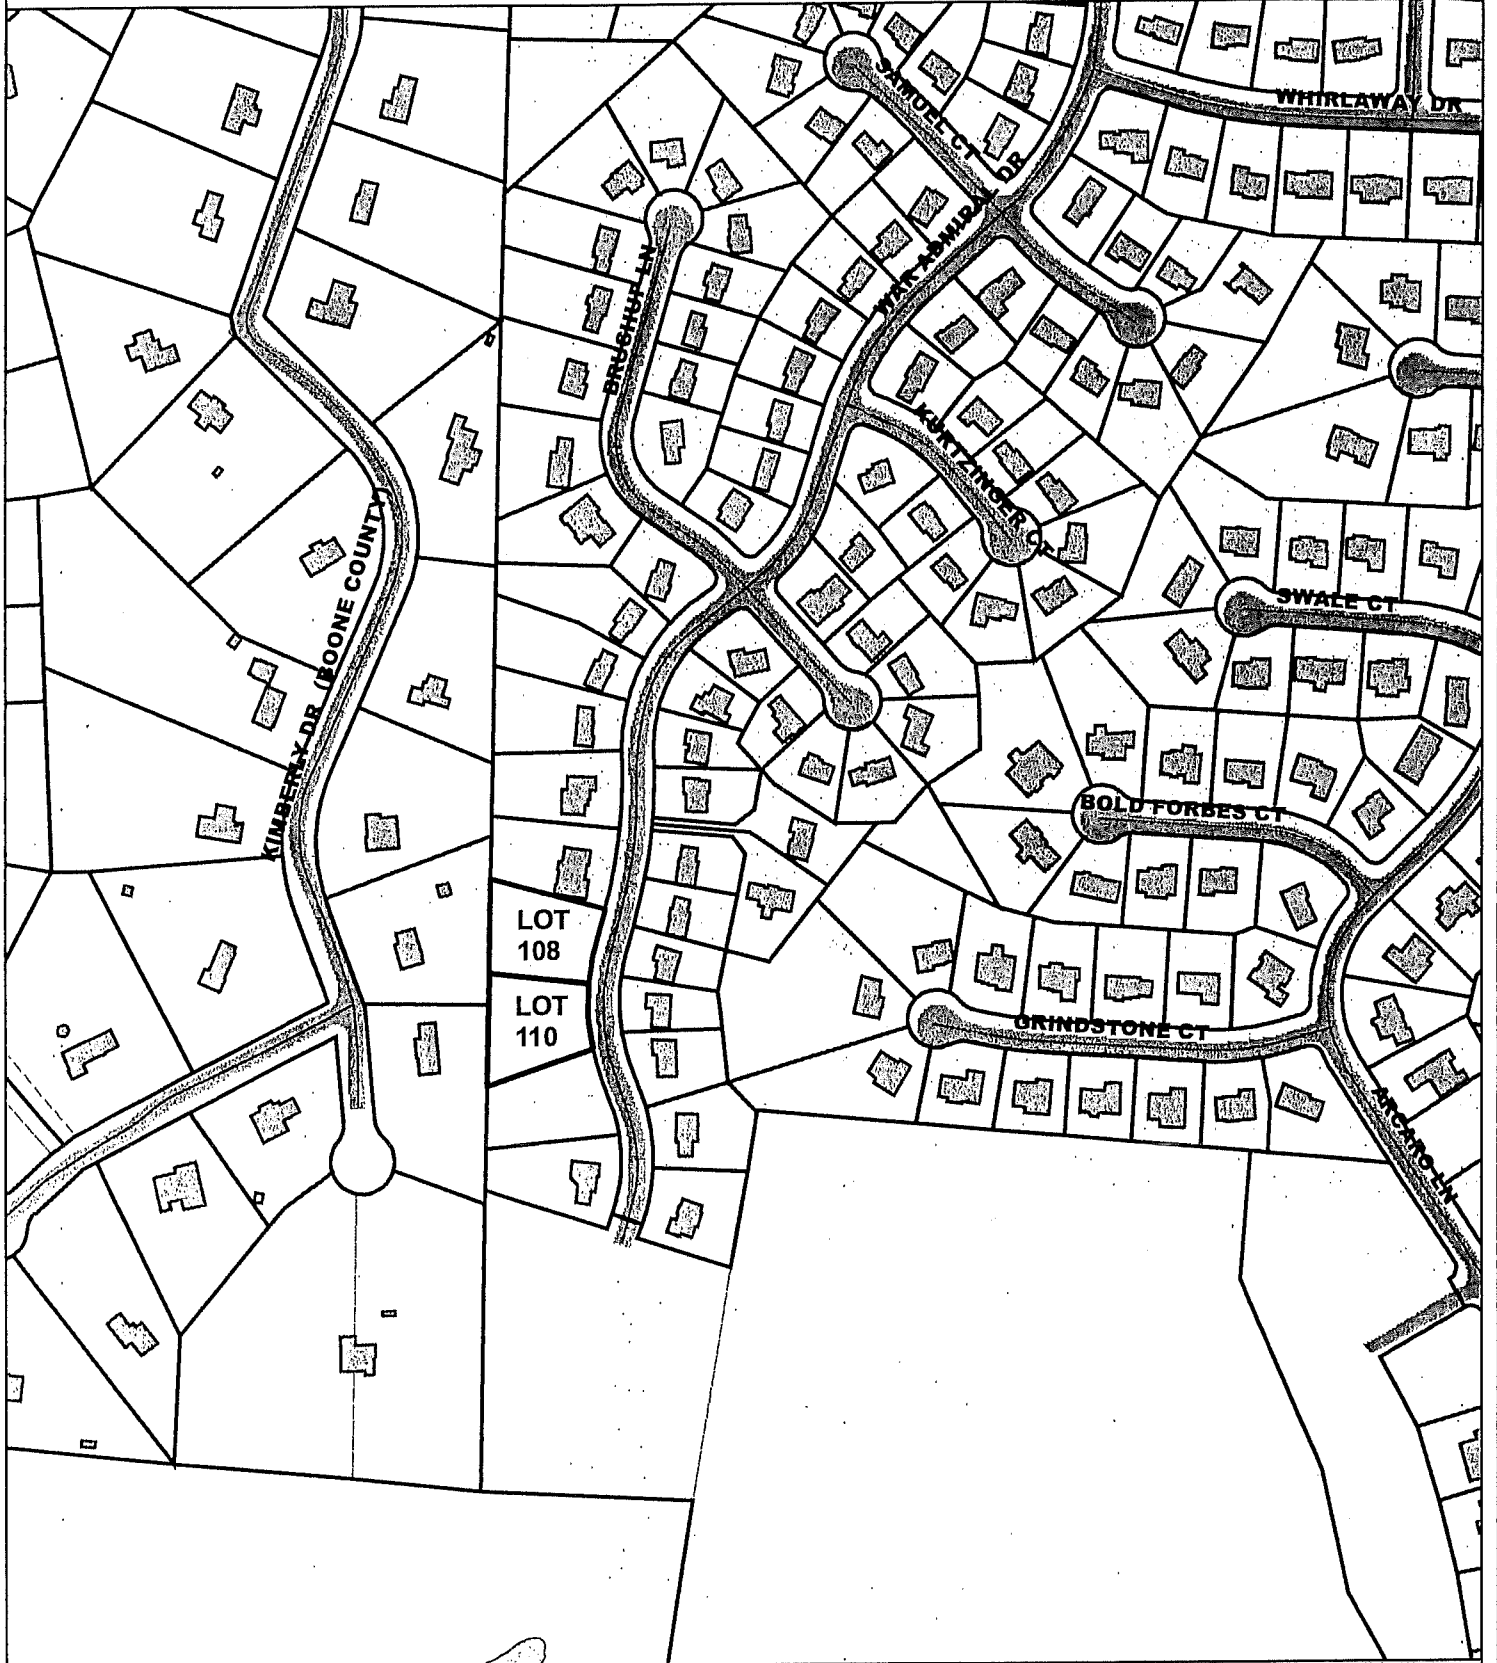 SAMUEL CT
WHIRLAWAY DR
WAR ADMIRAL DR
BRUSHUP LN
KURTZINGER CT
KIMBERLY DR (BOONE COUNTY)
SWALE CT
BOLD FORBES CT
LOT
108
LOT
110
GRINDSTONE CT
ARCARO LN